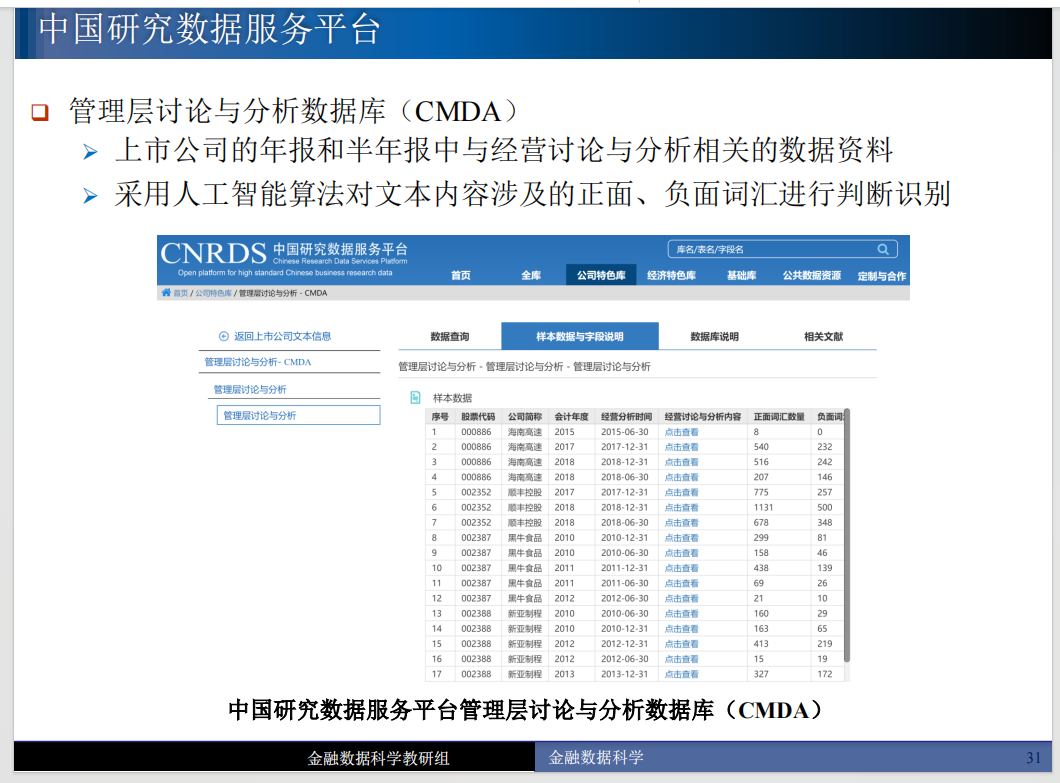 中国研究数据服务平台
管理层讨论与分析数据库（CMDA）
上市公司的年报和半年报中与经营讨论与分析相关的数据资料
采用人工智能算法对文本内容涉及的正面、负面词汇进行判断识别
CNRDS 中国研究数据服务平台
Chinese Research Data Services Platform
Open platform for high standard Chinese business research data
库名/表名/字段名
首页 全库 公司特色库 经济特色库 基础库 公共数据资源 定制与合作
首页 / 公司特色库 / 管理层讨论与分析 - CMDA
返回上市公司文本信息
管理层讨论与分析- CMDA
管理层讨论与分析
管理层讨论与分析
数据查询 样本数据与字段说明 数据库说明 相关文献
管理层讨论与分析 - 管理层讨论与分析 - 管理层讨论与分析
样本数据
序号 股票代码 公司简称 会计年度 经营分析时间 经营讨论与分析内容 正面词汇数量 负面词
1 000886 海南高速 2015 2015-06-30 点击查看 8 0
2 000886 海南高速 2017 2017-12-31 点击查看 540 232
3 000886 海南高速 2018 2018-12-31 点击查看 516 242
4 000886 海南高速 2018 2018-06-30 点击查看 207 146
5 002352 顺丰控股 2017 2017-12-31 点击查看 775 257
6 002352 顺丰控股 2018 2018-12-31 点击查看 1131 500
7 002352 顺丰控股 2018 2018-06-30 点击查看 678 348
8 002387 黑牛食品 2010 2010-12-31 点击查看 299 81
9 002387 黑牛食品 2010 2010-06-30 点击查看 158 46
10 002387 黑牛食品 2011 2011-12-31 点击查看 438 139
11 002387 黑牛食品 2011 2011-06-30 点击查看 69 26
12 002387 黑牛食品 2012 2012-06-30 点击查看 21 10
13 002388 新亚制程 2010 2010-06-30 点击查看 160 29
14 002388 新亚制程 2010 2010-12-31 点击查看 163 65
15 002388 新亚制程 2012 2012-12-31 点击查看 413 219
16 002388 新亚制程 2012 2012-06-30 点击查看 15 19
17 002388 新亚制程 2013 2013-12-31 点击查看 327 172
中国研究数据服务平台管理层讨论与分析数据库（CMDA）
金融数据科学教研组 金融数据科学 31